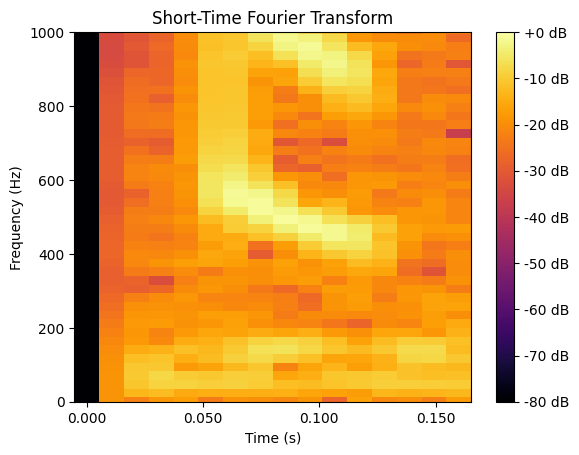 Short-Time Fourier Transform
1000
800
600
400
200
0
Frequency (Hz)
0.000
0.050
0.100
0.150
Time (s)
+0 dB
-10 dB
-20 dB
-30 dB
-40 dB
-50 dB
-60 dB
-70 dB
-80 dB